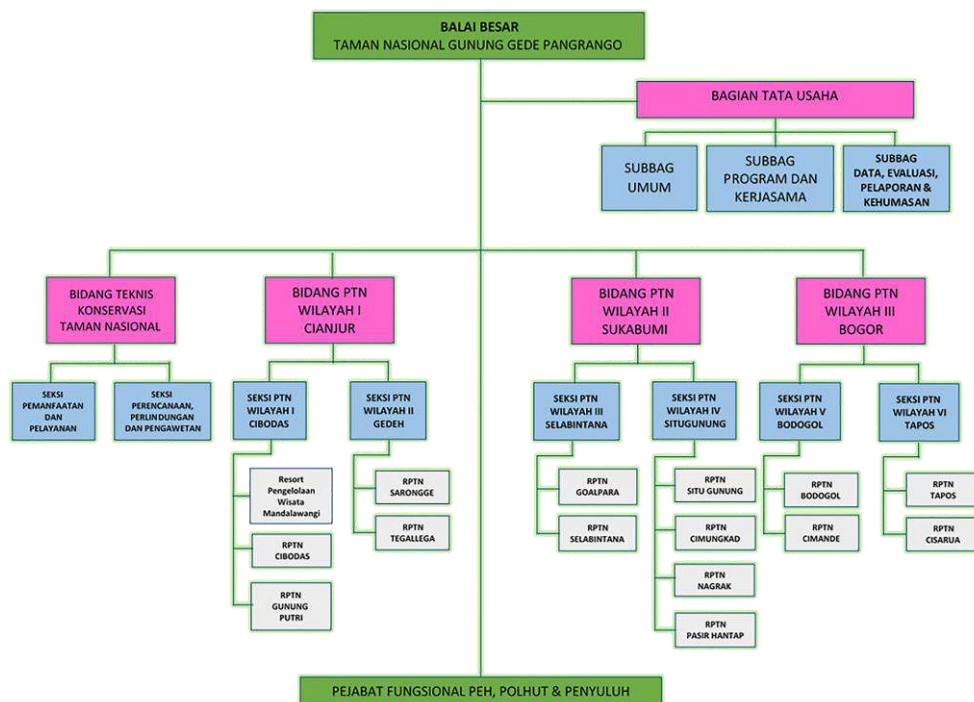 BALAI BESAR
TAMAN NASIONAL GUNUNG GEDE PANGRANGO
BAGIAN TATA USAHA
SUBBAG
UMUM
SUBBAG
PROGRAM DAN
KERJASAMA
SUBBAG
DATA, EVALUASI,
PELAPORAN &
KEHUMASAN
BIDANG TEKNIS
KONSERVASI
TAMAN NASIONAL
BIDANG PTN
WILAYAH I
CIANJUR
BIDANG PTN
WILAYAH II
SUKABUMI
BIDANG PTN
WILAYAH III
BOGOR
SEKSI
PEMANFAATAN
DAN
PELAYANAN
SEKSI
PERENCANAAN,
PERLINDUNGAN
DAN PENGAWETAN
SEKSI PTN
WILAYAH I
CIBODAS
SEKSI PTN
WILAYAH II
GEDEH
SEKSI PTN
WILAYAH III
SELABINTANA
SEKSI PTN
WILAYAH IV
SITUGUNUNG
SEKSI PTN
WILAYAH V
BODOGOL
SEKSI PTN
WILAYAH VI
TAPOS
Resort
Pengelolaan
Wisata
Mandalawangi
RPTN
CIBODAS
RPTN
GUNUNG
PUTRI
RPTN
SARONGGE
RPTN
TEGALLEGA
RPTN
GOALPARA
RPTN
SELABINTANA
RPTN
SITU GUNUNG
RPTN
CIMUNGKAD
RPTN
NAGRAK
RPTN
PASIR HANTAP
RPTN
BODOGOL
RPTN
CIMANDE
RPTN
TAPOS
RPTN
CISARUA
PEJABAT FUNGSIONAL PEH, POLHUT & PENYULUH